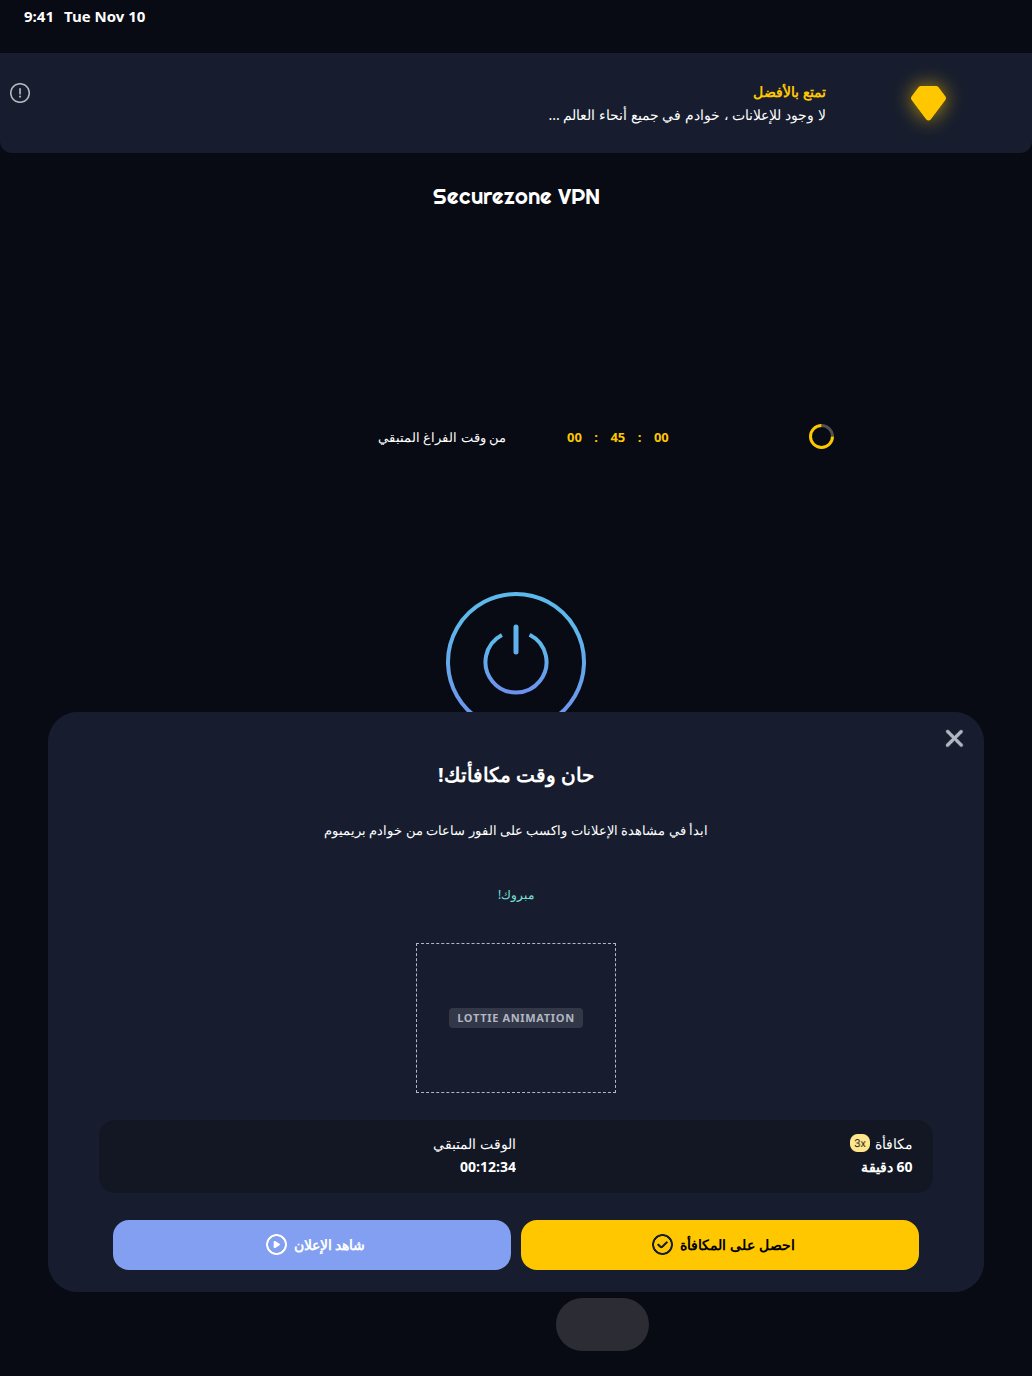 9:41 Tue Nov 10
تمتع بالأفضل
لا وجود للإعلانات ، خوادم في جميع أنحاء العالم ...
Securezone VPN
00 : 45 : 00
من وقت الفراغ المتبقي
حان وقت مكافأتك!
ابدأ في مشاهدة الإعلانات واكسب على الفور ساعات من خوادم بريميوم
مبروك!
LOTTIE ANIMATION
مكافأة 3x
60 دقيقة
الوقت المتبقي
00:12:34
احصل على المكافأة
شاهد الإعلان